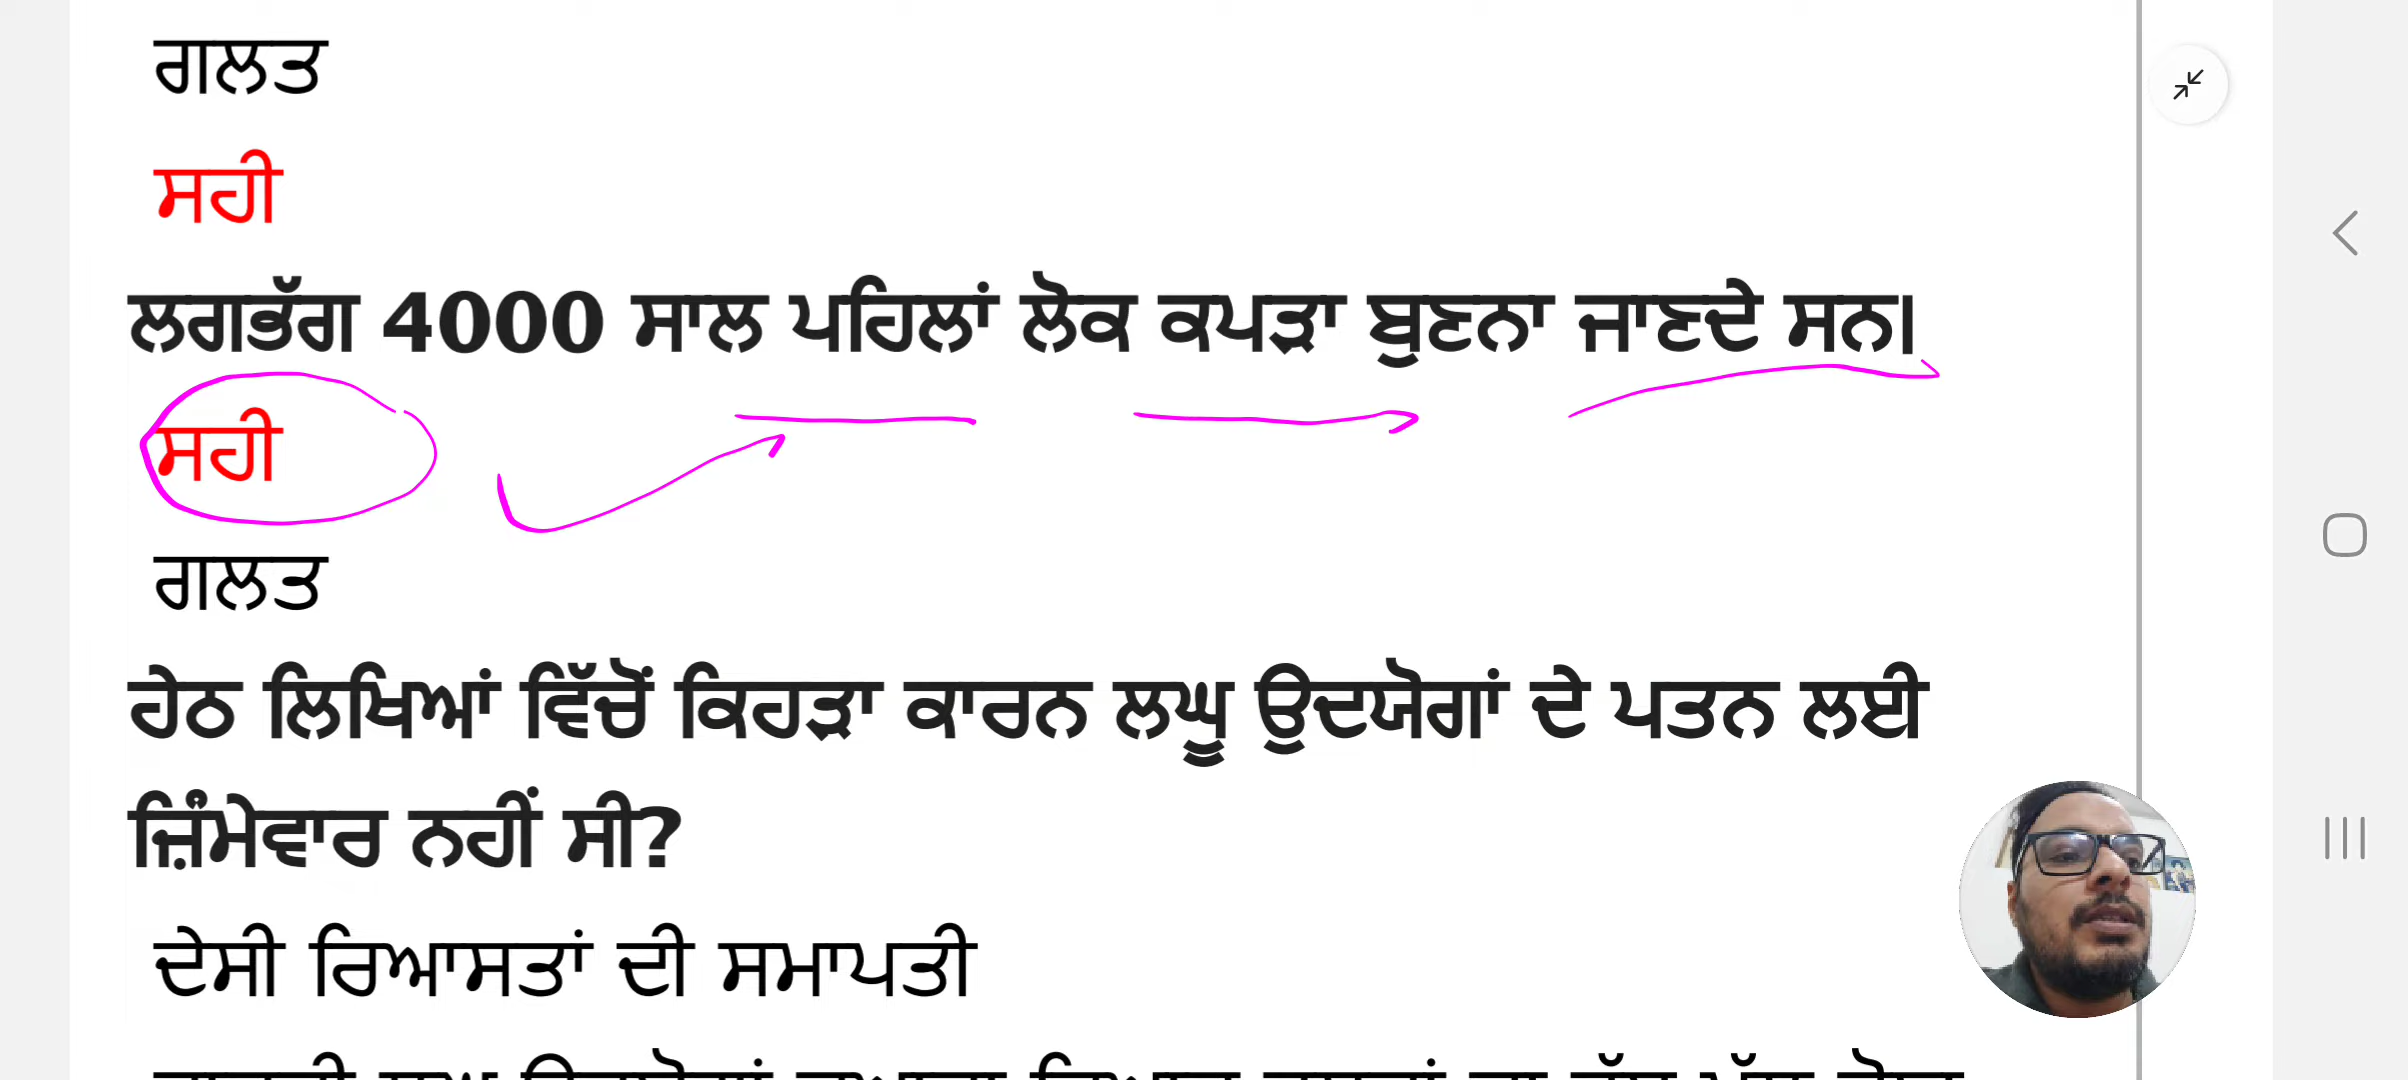 ਗਲਤ
ਸਹੀ
ਲਗਭੱਗ 4000 ਸਾਲ ਪਹਿਲਾਂ ਲੋਕ ਕਪੜਾ ਬੁਣਨਾ ਜਾਣਦੇ ਸਨ।
ਸਹੀ
ਗਲਤ
ਹੇਠ ਲਿਖਿਆਂ ਵਿੱਚੋਂ ਕਿਹੜਾ ਕਾਰਨ ਲਘੂ ਉਦਯੋਗਾਂ ਦੇ ਪਤਨ ਲਈ
ਜ਼ਿੰਮੇਵਾਰ ਨਹੀਂ ਸੀ?
ਦੇਸੀ ਰਿਆਸਤਾਂ ਦੀ ਸਮਾਪਤੀ